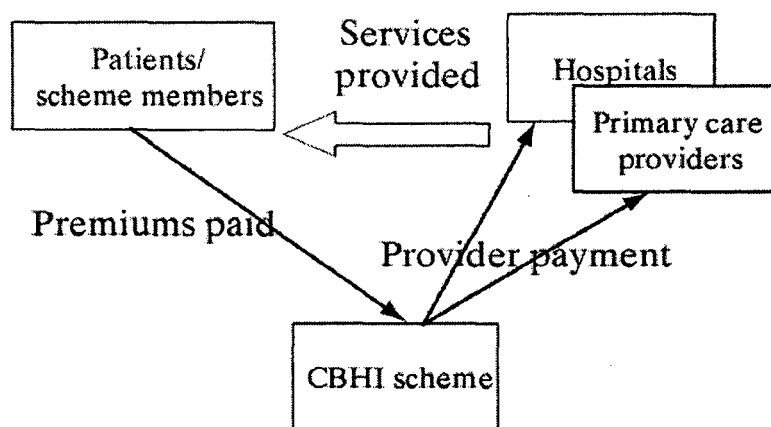 Patients/
scheme members
Services
provided
Hospitals
Primary care
providers
Premiums paid
Provider payment
CBHI scheme